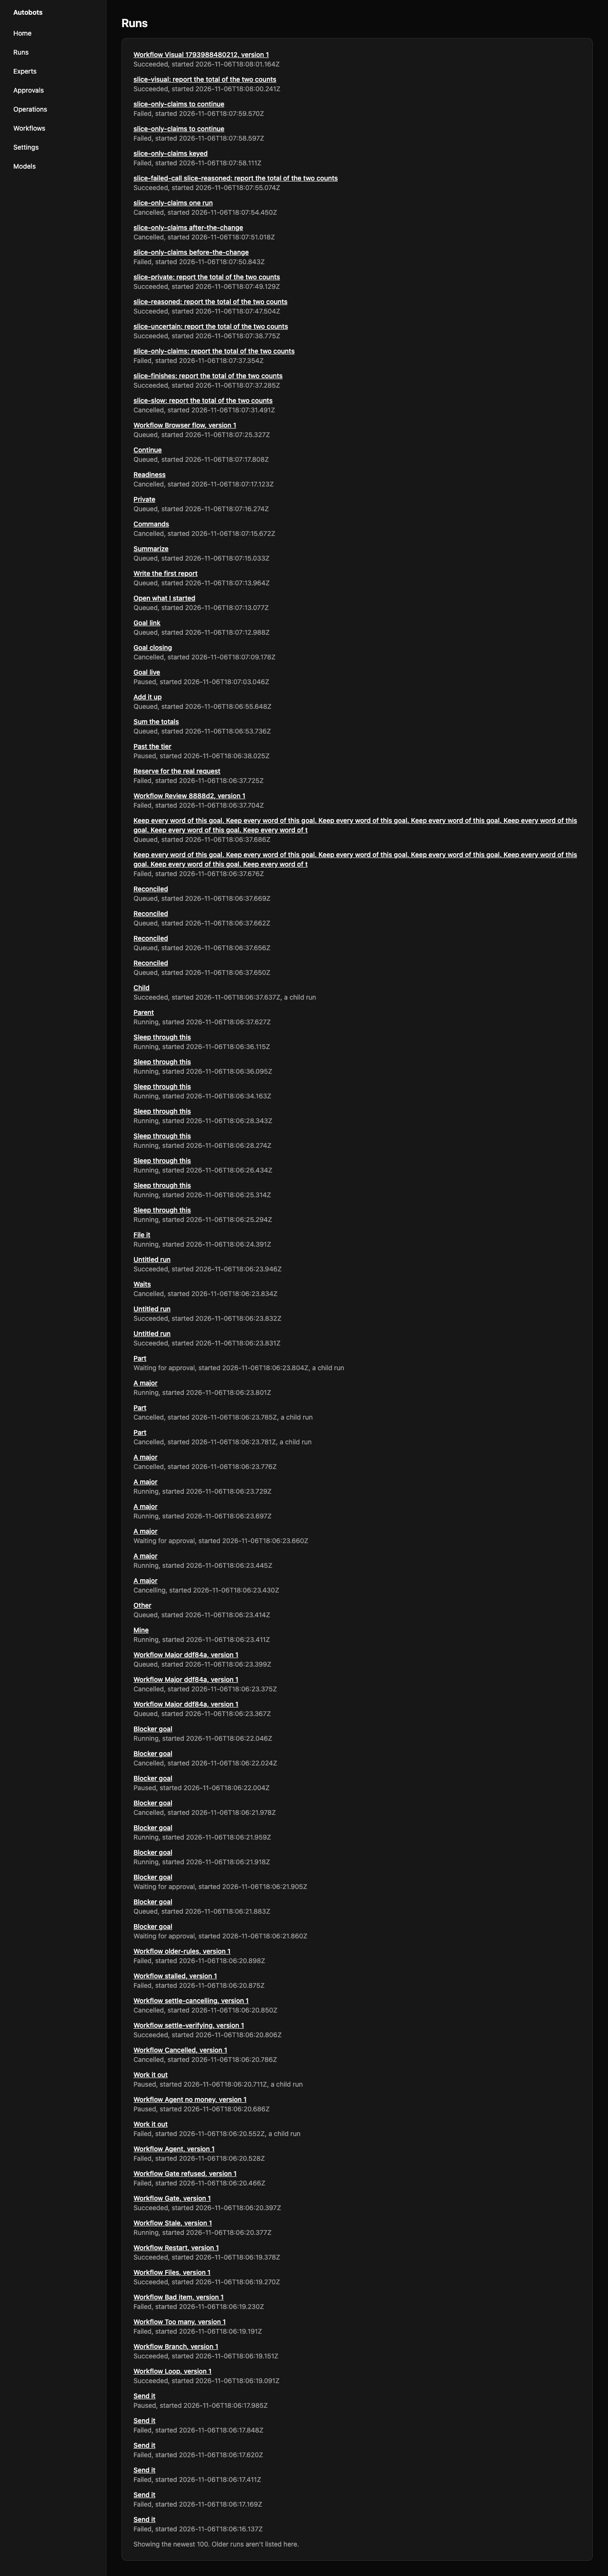 Autobots
Home
Runs
Experts
Approvals
Operations
Workflows
Settings
Models
Runs
Workflow Visual 1793988480212, version 1
Succeeded, started 2026-11-06T18:08:01.164Z
slice-visual: report the total of the two counts
Succeeded, started 2026-11-06T18:08:00.241Z
slice-only-claims to continue
Failed, started 2026-11-06T18:07:59.570Z
slice-only-claims to continue
Failed, started 2026-11-06T18:07:58.597Z
slice-only-claims keyed
Failed, started 2026-11-06T18:07:58.111Z
slice-failed-call slice-reasoned: report the total of the two counts
Succeeded, started 2026-11-06T18:07:55.074Z
slice-only-claims one run
Cancelled, started 2026-11-06T18:07:54.450Z
slice-only-claims after-the-change
Cancelled, started 2026-11-06T18:07:51.018Z
slice-only-claims before-the-change
Failed, started 2026-11-06T18:07:50.843Z
slice-private: report the total of the two counts
Succeeded, started 2026-11-06T18:07:49.129Z
slice-reasoned: report the total of the two counts
Succeeded, started 2026-11-06T18:07:47.504Z
slice-uncertain: report the total of the two counts
Succeeded, started 2026-11-06T18:07:38.775Z
slice-only-claims: report the total of the two counts
Failed, started 2026-11-06T18:07:37.354Z
slice-finishes: report the total of the two counts
Succeeded, started 2026-11-06T18:07:37.285Z
slice-slow: report the total of the two counts
Cancelled, started 2026-11-06T18:07:31.491Z
Workflow Browser flow, version 1
Queued, started 2026-11-06T18:07:25.327Z
Continue
Queued, started 2026-11-06T18:07:17.808Z
Readiness
Cancelled, started 2026-11-06T18:07:17.123Z
Private
Queued, started 2026-11-06T18:07:16.274Z
Commands
Cancelled, started 2026-11-06T18:07:15.672Z
Summarize
Queued, started 2026-11-06T18:07:15.033Z
Write the first report
Queued, started 2026-11-06T18:07:13.964Z
Open what I started
Queued, started 2026-11-06T18:07:13.077Z
Goal link
Queued, started 2026-11-06T18:07:12.988Z
Goal closing
Cancelled, started 2026-11-06T18:07:09.178Z
Goal live
Paused, started 2026-11-06T18:07:03.046Z
Add it up
Queued, started 2026-11-06T18:06:55.648Z
Sum the totals
Queued, started 2026-11-06T18:06:53.736Z
Past the tier
Paused, started 2026-11-06T18:06:38.025Z
Reserve for the real request
Failed, started 2026-11-06T18:06:37.725Z
Workflow Review 8888d2, version 1
Failed, started 2026-11-06T18:06:37.704Z
Keep every word of this goal. Keep every word of this goal. Keep every word of this goal. Keep every word of this goal. Keep every word of this
goal. Keep every word of this goal. Keep every word of t
Queued, started 2026-11-06T18:06:37.686Z
Keep every word of this goal. Keep every word of this goal. Keep every word of this goal. Keep every word of this goal. Keep every word of this
goal. Keep every word of this goal. Keep every word of t
Failed, started 2026-11-06T18:06:37.676Z
Reconciled
Queued, started 2026-11-06T18:06:37.669Z
Reconciled
Queued, started 2026-11-06T18:06:37.662Z
Reconciled
Queued, started 2026-11-06T18:06:37.656Z
Reconciled
Queued, started 2026-11-06T18:06:37.650Z
Child
Succeeded, started 2026-11-06T18:06:37.637Z, a child run
Parent
Running, started 2026-11-06T18:06:37.627Z
Sleep through this
Running, started 2026-11-06T18:06:36.115Z
Sleep through this
Running, started 2026-11-06T18:06:36.095Z
Sleep through this
Running, started 2026-11-06T18:06:34.163Z
Sleep through this
Running, started 2026-11-06T18:06:28.343Z
Sleep through this
Running, started 2026-11-06T18:06:28.274Z
Sleep through this
Running, started 2026-11-06T18:06:26.434Z
Sleep through this
Running, started 2026-11-06T18:06:25.314Z
Sleep through this
Running, started 2026-11-06T18:06:25.294Z
File it
Running, started 2026-11-06T18:06:24.391Z
Untitled run
Succeeded, started 2026-11-06T18:06:23.946Z
Waits
Cancelled, started 2026-11-06T18:06:23.834Z
Untitled run
Succeeded, started 2026-11-06T18:06:23.832Z
Untitled run
Succeeded, started 2026-11-06T18:06:23.831Z
Part
Waiting for approval, started 2026-11-06T18:06:23.804Z, a child run
A major
Running, started 2026-11-06T18:06:23.801Z
Part
Cancelled, started 2026-11-06T18:06:23.785Z, a child run
Part
Cancelled, started 2026-11-06T18:06:23.781Z, a child run
A major
Cancelled, started 2026-11-06T18:06:23.776Z
A major
Running, started 2026-11-06T18:06:23.729Z
A major
Running, started 2026-11-06T18:06:23.697Z
A major
Waiting for approval, started 2026-11-06T18:06:23.660Z
A major
Running, started 2026-11-06T18:06:23.445Z
A major
Cancelling, started 2026-11-06T18:06:23.430Z
Other
Queued, started 2026-11-06T18:06:23.414Z
Mine
Running, started 2026-11-06T18:06:23.411Z
Workflow Major ddf84a, version 1
Queued, started 2026-11-06T18:06:23.399Z
Workflow Major ddf84a, version 1
Cancelled, started 2026-11-06T18:06:23.375Z
Workflow Major ddf84a, version 1
Queued, started 2026-11-06T18:06:23.367Z
Blocker goal
Running, started 2026-11-06T18:06:22.046Z
Blocker goal
Cancelled, started 2026-11-06T18:06:22.024Z
Blocker goal
Paused, started 2026-11-06T18:06:22.004Z
Blocker goal
Cancelled, started 2026-11-06T18:06:21.978Z
Blocker goal
Running, started 2026-11-06T18:06:21.959Z
Blocker goal
Running, started 2026-11-06T18:06:21.918Z
Blocker goal
Waiting for approval, started 2026-11-06T18:06:21.905Z
Blocker goal
Queued, started 2026-11-06T18:06:21.883Z
Blocker goal
Waiting for approval, started 2026-11-06T18:06:21.860Z
Workflow older-rules, version 1
Failed, started 2026-11-06T18:06:20.898Z
Workflow stalled, version 1
Failed, started 2026-11-06T18:06:20.875Z
Workflow settle-cancelling, version 1
Cancelled, started 2026-11-06T18:06:20.850Z
Workflow settle-verifying, version 1
Succeeded, started 2026-11-06T18:06:20.806Z
Workflow Cancelled, version 1
Cancelled, started 2026-11-06T18:06:20.786Z
Work it out
Paused, started 2026-11-06T18:06:20.711Z, a child run
Workflow Agent no money, version 1
Paused, started 2026-11-06T18:06:20.686Z
Work it out
Failed, started 2026-11-06T18:06:20.552Z, a child run
Workflow Agent, version 1
Failed, started 2026-11-06T18:06:20.528Z
Workflow Gate refused, version 1
Failed, started 2026-11-06T18:06:20.466Z
Workflow Gate, version 1
Succeeded, started 2026-11-06T18:06:20.397Z
Workflow Stale, version 1
Running, started 2026-11-06T18:06:20.377Z
Workflow Restart, version 1
Succeeded, started 2026-11-06T18:06:19.378Z
Workflow Files, version 1
Succeeded, started 2026-11-06T18:06:19.270Z
Workflow Bad item, version 1
Failed, started 2026-11-06T18:06:19.230Z
Workflow Too many, version 1
Failed, started 2026-11-06T18:06:19.191Z
Workflow Branch, version 1
Succeeded, started 2026-11-06T18:06:19.151Z
Workflow Loop, version 1
Succeeded, started 2026-11-06T18:06:19.091Z
Send it
Paused, started 2026-11-06T18:06:17.985Z
Send it
Failed, started 2026-11-06T18:06:17.848Z
Send it
Failed, started 2026-11-06T18:06:17.620Z
Send it
Failed, started 2026-11-06T18:06:17.411Z
Send it
Failed, started 2026-11-06T18:06:17.169Z
Send it
Failed, started 2026-11-06T18:06:16.137Z
Showing the newest 100. Older runs aren't listed here.